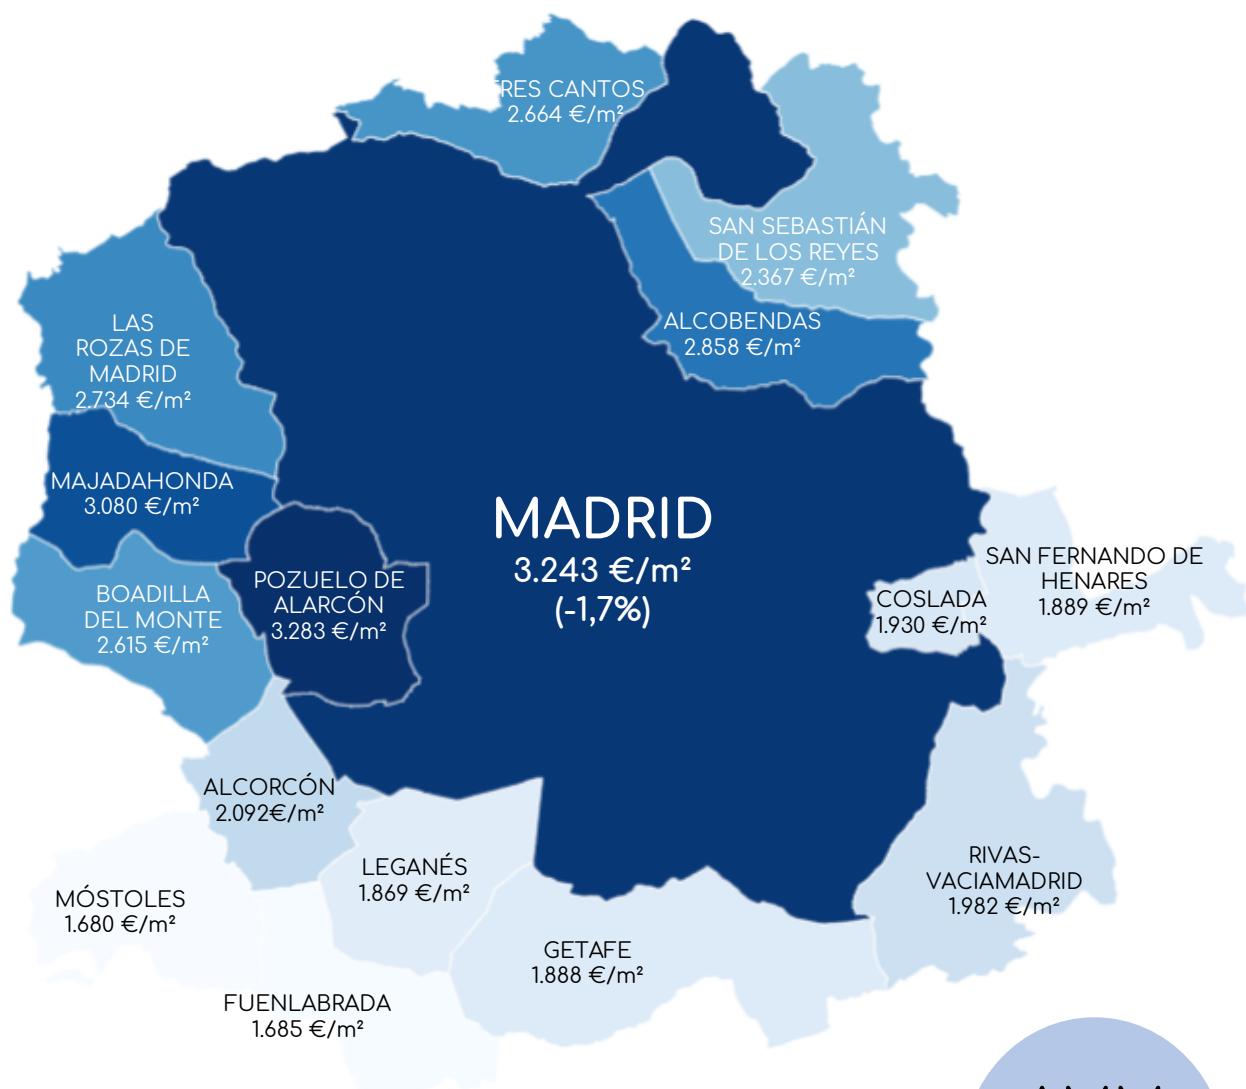 TRES CANTOS
2.664 €/m²
SAN SEBASTIÁN
DE LOS REYES
2.367 €/m²
ALCOBENDAS
2.858 €/m²
LAS
ROZAS DE
MADRID
2.734 €/m²
MAJADAHONDA
3.080 €/m²
MADRID
3.243 €/m²
(-1,7%)
POZUELO DE
ALARCÓN
3.283 €/m²
BOADILLA
DEL MONTE
2.615 €/m²
SAN FERNANDO DE
HENARES
1.889 €/m²
COSLADA
1.930 €/m²
ALCORCÓN
2.092€/m²
LEGANÉS
1.869 €/m²
RIVAS-
VACIAMADRID
1.982 €/m²
MÓSTOLES
1.680 €/m²
GETAFE
1.888 €/m²
FUENLABRADA
1.685 €/m²